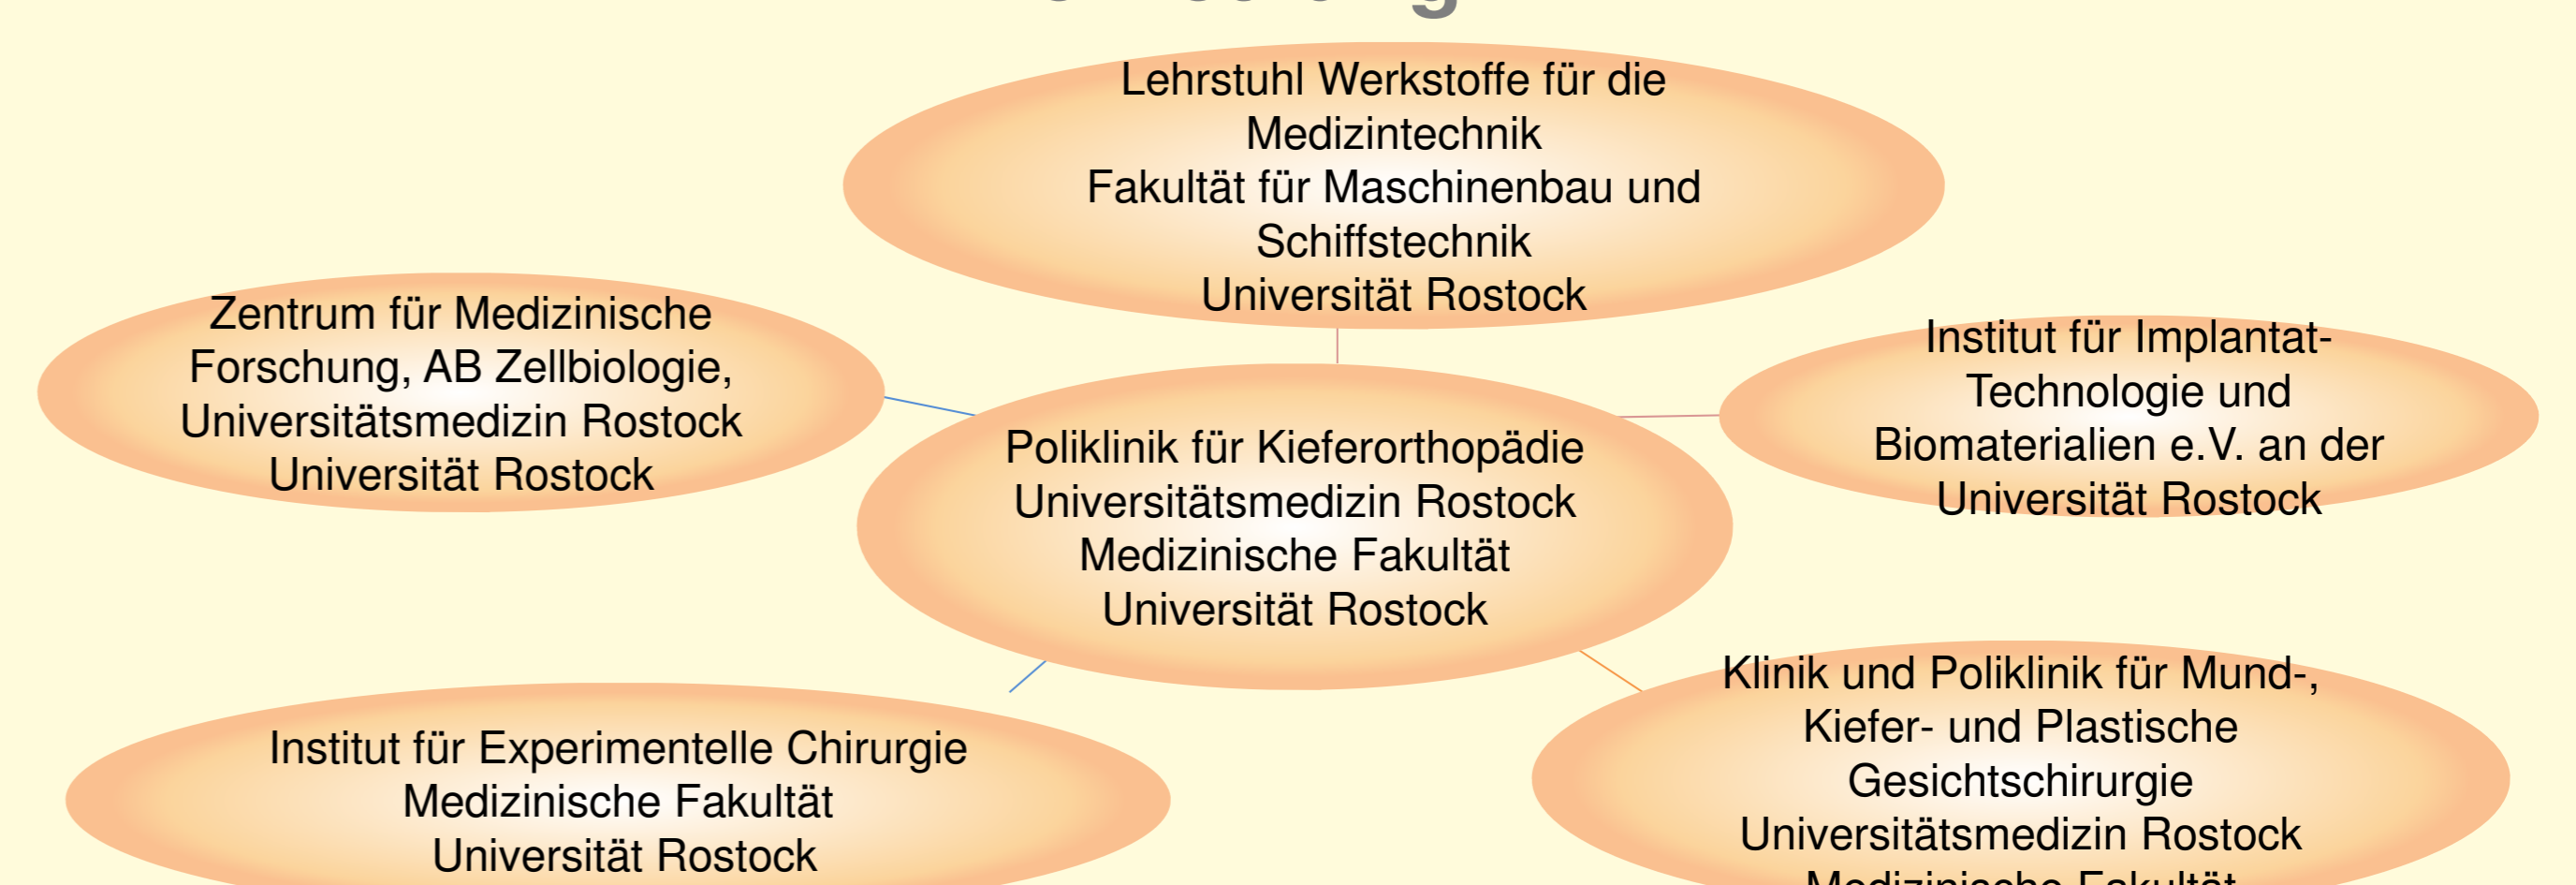 Lehrstuhl Werkstoffe für die
Medizintechnik
Fakultät für Maschinenbau und
Schiffstechnik
Universität Rostock
Zentrum für Medizinische
Forschung, AB Zellbiologie,
Universitätsmedizin Rostock
Universität Rostock
Institut für Implantat-
Technologie und
Biomaterialien e.V. an der
Universität Rostock
Poliklinik für Kieferorthopädie
Universitätsmedizin Rostock
Medizinische Fakultät
Universität Rostock
Institut für Experimentelle Chirurgie
Medizinische Fakultät
Universität Rostock
Klinik und Poliklinik für Mund-,
Kiefer- und Plastische
Gesichtschirurgie
Universitätsmedizin Rostock
Medizinische Fakultät